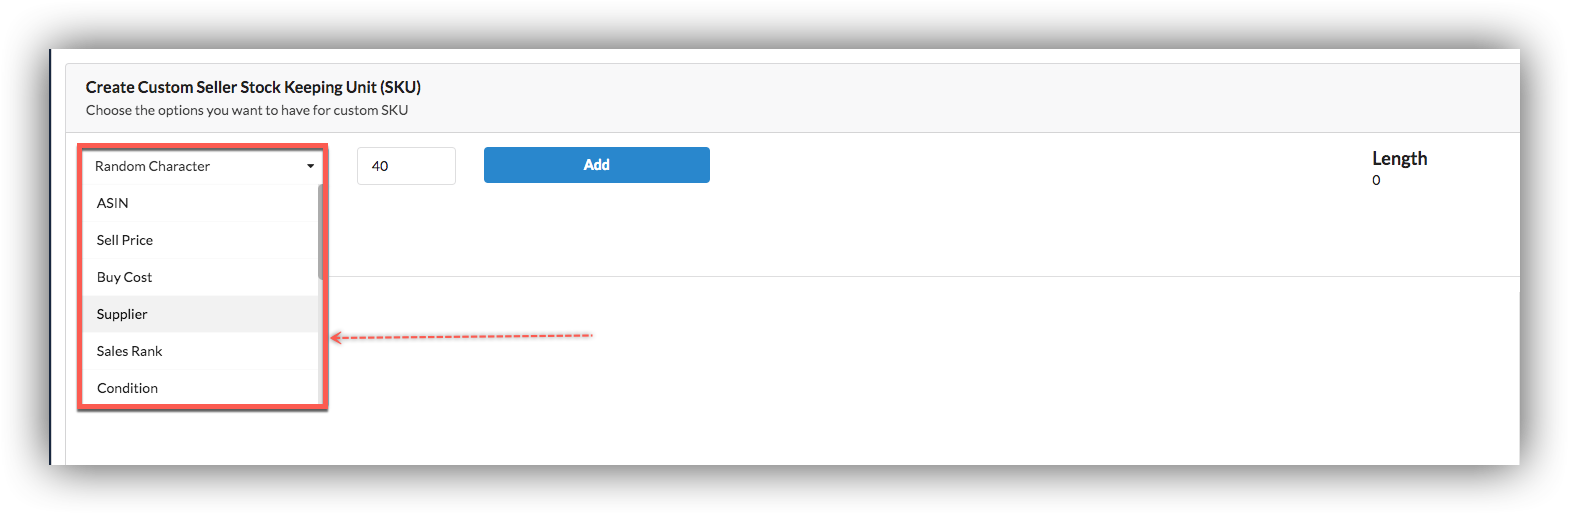 Create Custom Seller Stock Keeping Unit (SKU)
Choose the options you want to have for custom SKU
Random Character
40
Add
Length
0
ASIN
Sell Price
Buy Cost
Supplier
Sales Rank
Condition